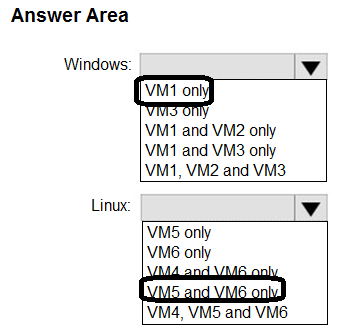 Answer Area
Windows:
VM1 only
VM3 only
VM1 and VM2 only
VM1 and VM3 only
VM1, VM2 and VM3
Linux:
VM5 only
VM6 only
VM4 and VM6 only
VM5 and VM6 only
VM4, VM5 and VM6